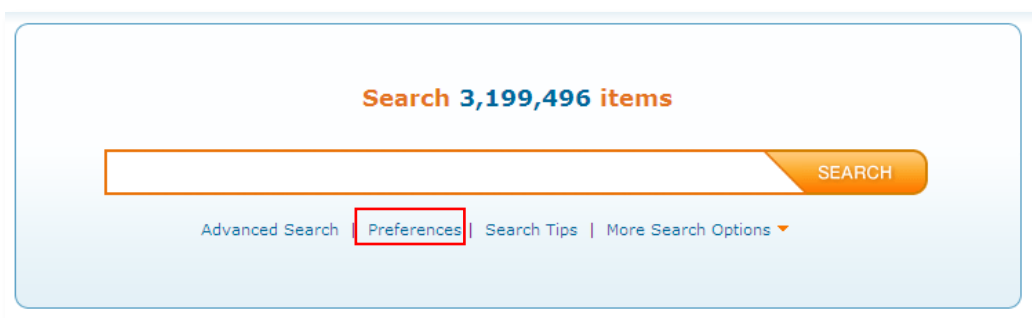 Search 3,199,496 items
SEARCH
Advanced Search | Preferences | Search Tips | More Search Options